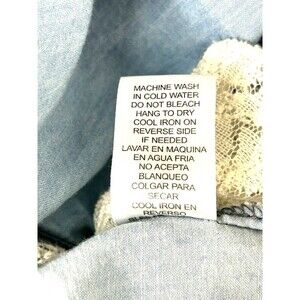 MACHINE WASH
IN COLD WATER
DO NOT BLEACH
HANG TO DRY
COOL IRON ON
REVERSE SIDE
IF NEEDED
LAVAR EN MAQUINA
EN AGUA FRIA
NO ACEPTA
BLANQUEO
COLGAR PARA
SECAR
COOL IRON EN
REVERSO